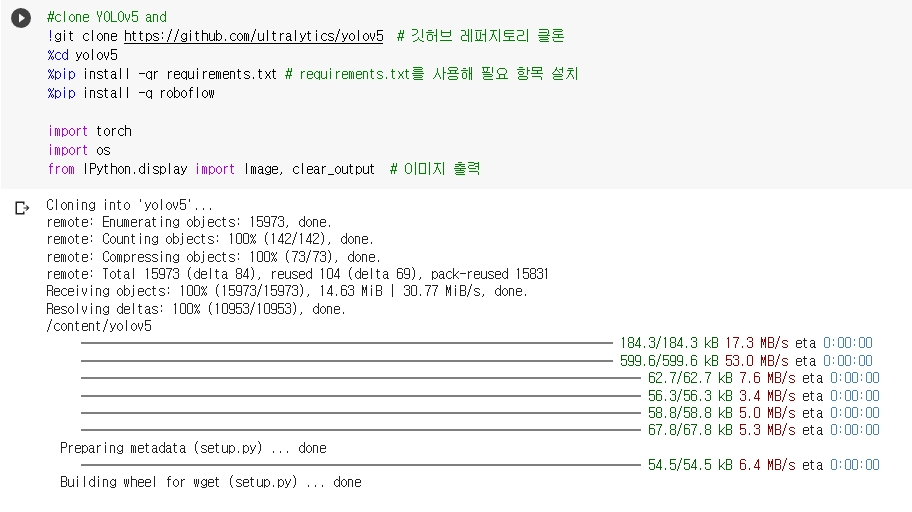 #clone YOLOv5 and
!git clone https://github.com/ultralytics/yolov5 # 깃허브 레퍼지토리 클론
%cd yolov5
%pip install -qr requirements.txt # requirements.txt를 사용해 필요 항목 설치
%pip install -q roboflow
import torch
import os
from IPython.display import Image, clear_output # 이미지 출력
Cloning into 'yolov5'...
remote: Enumerating objects: 15973, done.
remote: Counting objects: 100% (142/142), done.
remote: Compressing objects: 100% (73/73), done.
remote: Total 15973 (delta 84), reused 104 (delta 69), pack-reused 15831
Receiving objects: 100% (15973/15973), 14.63 MiB | 30.77 MiB/s, done.
Resolving deltas: 100% (10953/10953), done.
/content/yolov5
184.3/184.3 kB 17.3 MB/s eta 0:00:00
599.6/599.6 kB 53.0 MB/s eta 0:00:00
62.7/62.7 kB 7.6 MB/s eta 0:00:00
56.3/56.3 kB 3.4 MB/s eta 0:00:00
58.8/58.8 kB 5.0 MB/s eta 0:00:00
67.8/67.8 kB 5.3 MB/s eta 0:00:00
Preparing metadata (setup.py) ... done
54.5/54.5 kB 6.4 MB/s eta 0:00:00
Building wheel for wget (setup.py) ... done